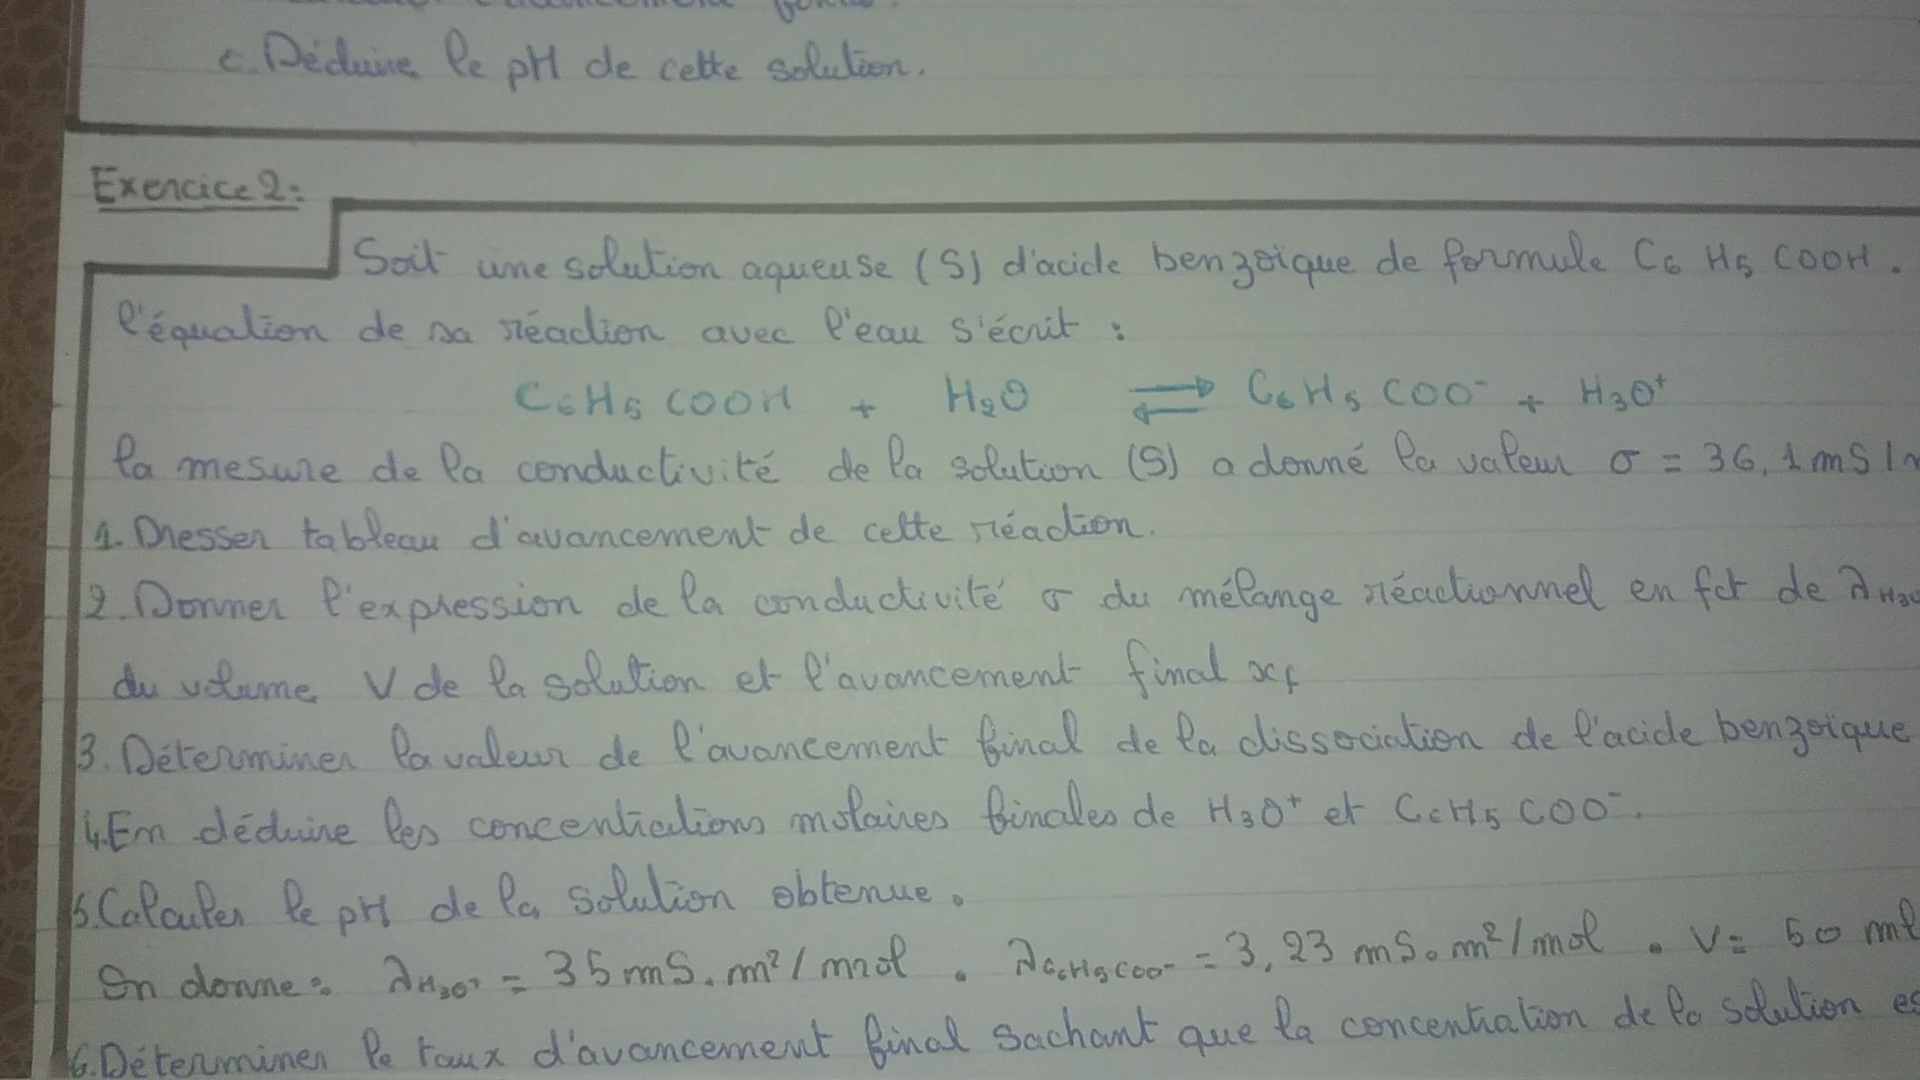 c. Déduire le pH de cette solution.
Exercice 2:
Soit une solution aqueuse (S) d'acide benzoïque de formule C6 H5 COOH.
l'équation de sa réaction avec l'eau s'écrit :
C6H5 COOH + H2O ⇌ C6H5 COO- + H3O+
la mesure de la conductivité de la solution (S) a donné la valeur σ = 36,1 mS/
1. Dresser tableau d'avancement de cette réaction.
2. Donner l'expression de la conductivité σ du mélange réactionnel en fct de λH3O
du volume V de la solution et l'avancement final xf
3. Déterminer la valeur de l'avancement final de la dissociation de l'acide benzoïque
4. En déduire les concentrations molaires finales de H3O+ et C6H5 COO-.
5. Calculer le pH de la solution obtenue.
On donne : λH3O+ = 35 mS.m²/mol . λC6H5COO- = 3,23 mS.m²/mol . V= 50 ml
6. Déterminer le taux d'avancement final sachant que la concentration de la solution es